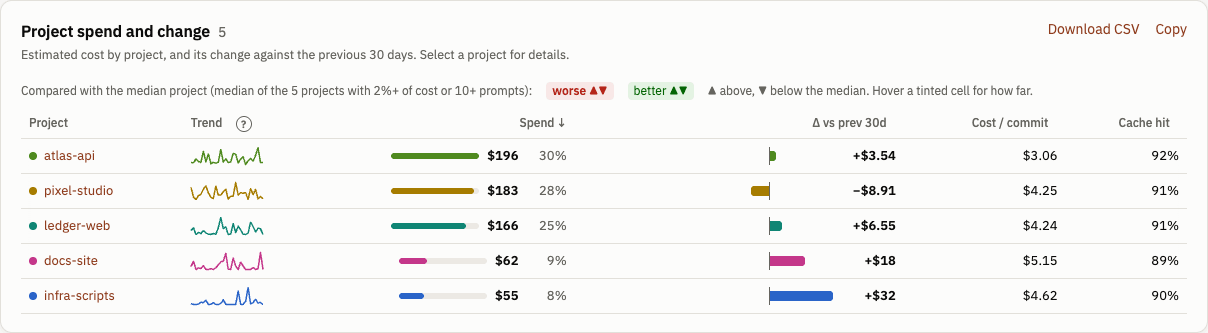 Project spend and change 5 Download CSV Copy
Estimated cost by project, and its change against the previous 30 days. Select a project for details.
Compared with the median project (median of the 5 projects with 2%+ of cost or 10+ prompts): worse ▲▼ better ▲▼ ▲ above, ▼ below the median. Hover a tinted cell for how far.
Project Trend ? Spend ↓ Δ vs prev 30d Cost / commit Cache hit
atlas-api $196 30% +$3.54 $3.06 92%
pixel-studio $183 28% −$8.91 $4.25 91%
ledger-web $166 25% +$6.55 $4.24 91%
docs-site $62 9% +$18 $5.15 89%
infra-scripts $55 8% +$32 $4.62 90%